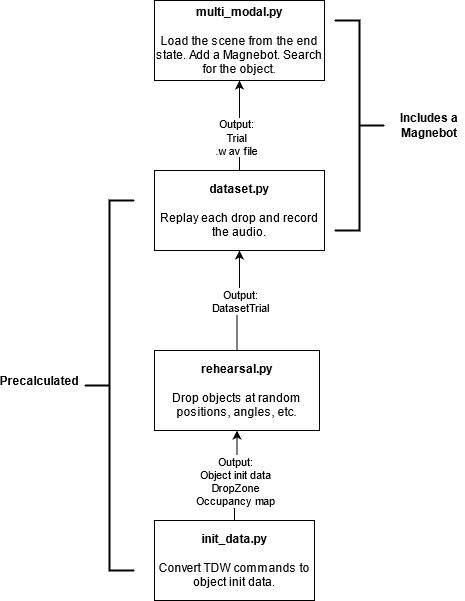 multi_modal.py
Load the scene from the end
state. Add a Magnebot. Search
for the object.
Includes a
Magnebot
Output:
Trial
.wav file
dataset.py
Replay each drop and record
the audio.
Output:
DatasetTrial
Precalculated
rehearsal.py
Drop objects at random
positions, angles, etc.
Output:
Object init data
DropZone
Occupancy map
init_data.py
Convert TDW commands to
object init data.